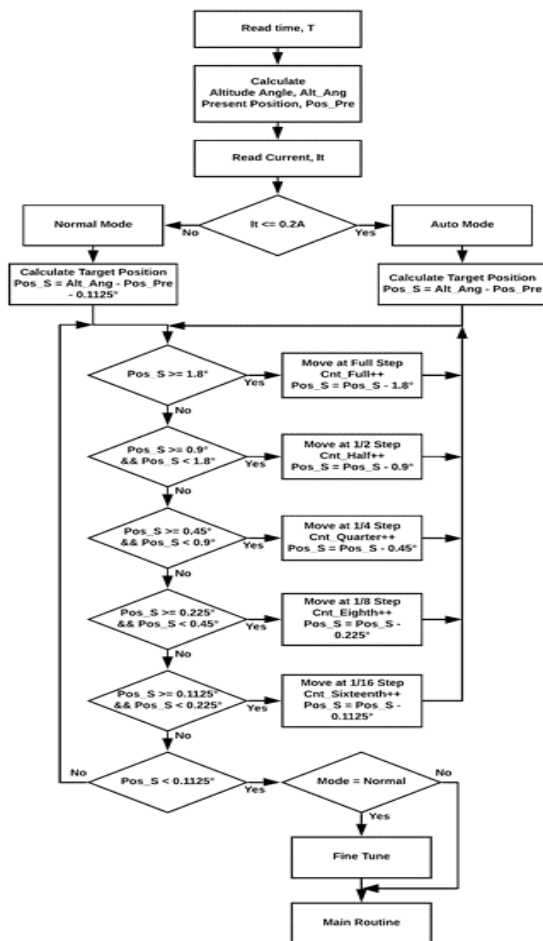 Read time, T
Calculate
Altitude Angle, Alt_Ang
Present Position, Pos_Pre
Read Current, It
Normal Mode
It <= 0.2A
Auto Mode
No
Yes
Calculate Target Position
Pos_S = Alt_Ang - Pos_Pre
- 0.1125°
Calculate Target Position
Pos_S = Alt_Ang - Pos_Pre
Pos_S >= 1.8°
Yes
Move at Full Step
Cnt_Full++
Pos_S = Pos_S - 1.8°
No
Pos_S >= 0.9°
&& Pos_S < 1.8°
Yes
Move at 1/2 Step
Cnt_Half++
Pos_S = Pos_S - 0.9°
No
Pos_S >= 0.45°
&& Pos_S < 0.9°
Yes
Move at 1/4 Step
Cnt_Quarter++
Pos_S = Pos_S - 0.45°
No
Pos_S >= 0.225°
&& Pos_S < 0.45°
Yes
Move at 1/8 Step
Cnt_Eighth++
Pos_S = Pos_S -
0.225°
No
Pos_S >= 0.1125°
&& Pos_S < 0.225°
Yes
Move at 1/16 Step
Cnt_Sixteenth++
Pos_S = Pos_S -
0.1125°
No
No
Pos_S < 0.1125°
Yes
Mode = Normal
No
Yes
Fine Tune
Main Routine